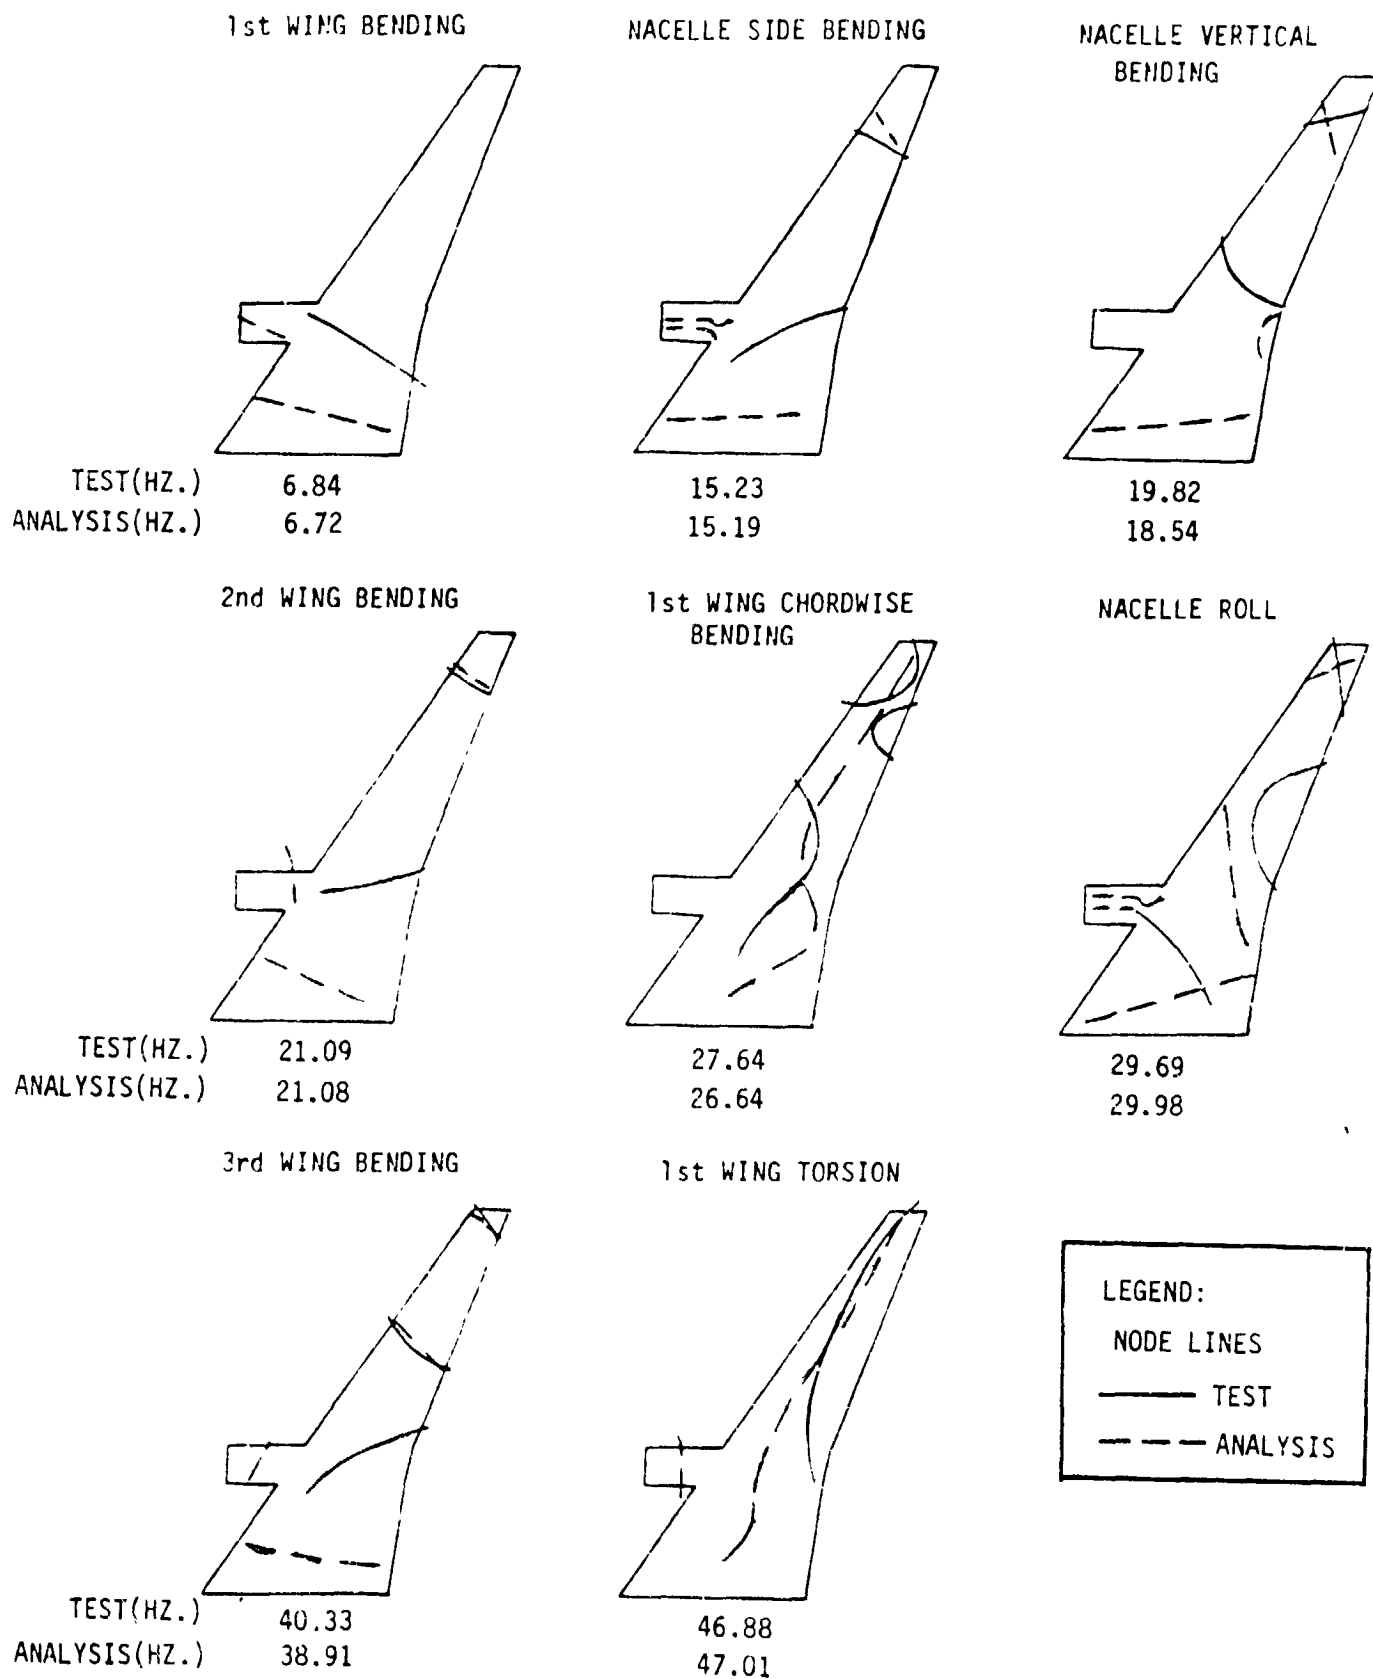 1st WING BENDING
NACELLE SIDE BENDING
NACELLE VERTICAL
BENDING
TEST(HZ.) 6.84 15.23 19.82
ANALYSIS(HZ.) 6.72 15.19 18.54
2nd WING BENDING
1st WING CHORDWISE
BENDING
NACELLE ROLL
TEST(HZ.) 21.09 27.64 29.69
ANALYSIS(HZ.) 21.08 26.64 29.98
3rd WING BENDING
1st WING TORSION
LEGEND:
NODE LINES
TEST
ANALYSIS
TEST(HZ.) 40.33 46.88
ANALYSIS(HZ.) 38.91 47.01